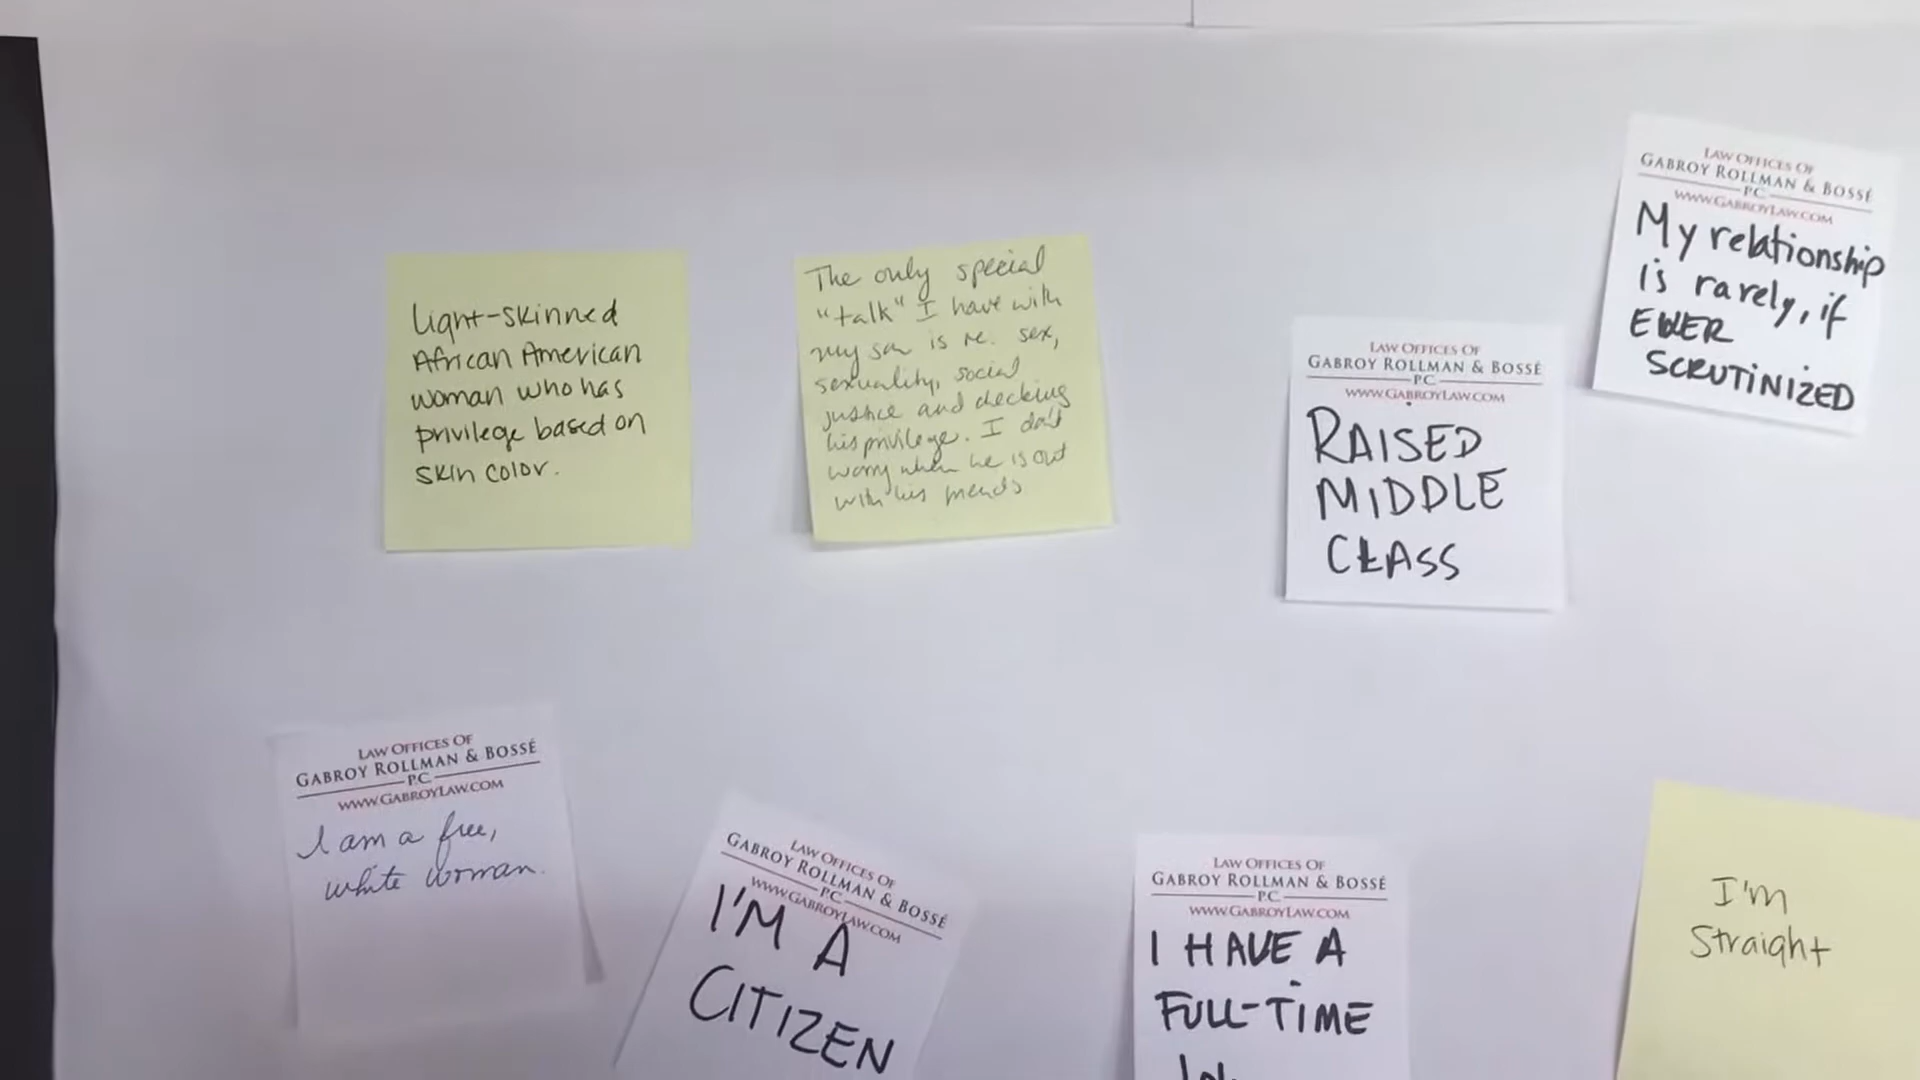 Light-skinned
African American
woman who has
privilege based on
skin color.
The only special
"talk" I have with
my son is re. sex,
sexuality, social
justice and checking
his privilege. I don't
worry when he is out
with his friends
LAW OFFICES OF
GABROY ROLLMAN & BOSSÉ
P.C.
WWW.GABROYLAW.COM
RAISED
MIDDLE
CLASS
LAW OFFICES OF
GABROY ROLLMAN & BOSSÉ
P.C.
WWW.GABROYLAW.COM
My relationship
is rarely, if
EVER
SCRUTINIZED
LAW OFFICES OF
GABROY ROLLMAN & BOSSÉ
P.C.
WWW.GABROYLAW.COM
I am a free,
white woman.
LAW OFFICES OF
GABROY ROLLMAN & BOSSÉ
P.C.
WWW.GABROYLAW.COM
I'M A
CITIZEN
LAW OFFICES OF
GABROY ROLLMAN & BOSSÉ
P.C.
WWW.GABROYLAW.COM
I HAVE A
FULL-TIME
I'm
Straight